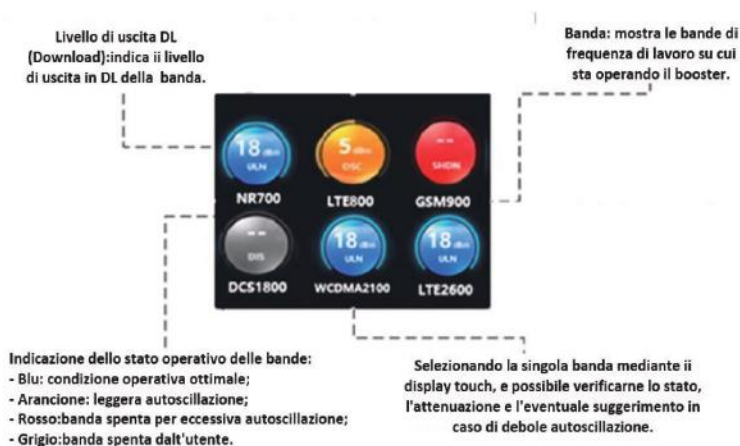 Livello di uscita DL
(Download):indica ii livello
di uscita in DL della banda.
Banda: mostra le bande di
frequenza di lavoro su cui
sta operando il booster.
18 dBm
ULN
NR700
5 dBm
OSC
LTE800
--
SHDN
GSM900
--
DIS
DCS1800
18 dBm
ULN
WCDMA2100
18 dBm
ULN
LTE2600
Indicazione dello stato operativo delle bande:
- Blu: condizione operativa ottimale;
- Arancione: leggera autoscillazione;
- Rosso:banda spenta per eccessiva autoscillazione;
- Grigio:banda spenta dall'utente.
Selezionando la singola banda mediante ii
display touch, e possibile verificarne lo stato,
l'attenuazione e l'eventuale suggerimento in
caso di debole autoscillazione.